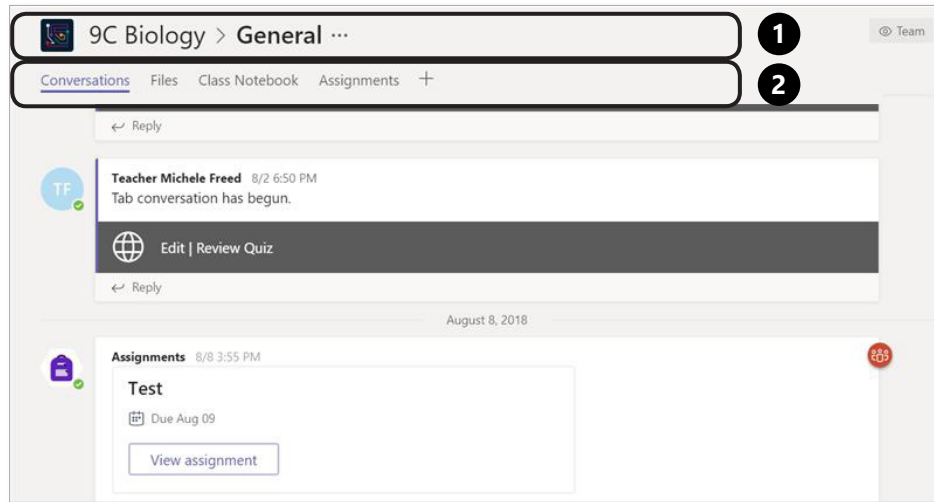 9C Biology > General ···
1
Team
Conversations Files Class Notebook Assignments +
2
Reply
Teacher Michele Freed 8/2 6:50 PM
TF
Tab conversation has begun.
Edit | Review Quiz
Reply
August 8, 2018
Assignments 8/8 3:55 PM
Test
Due Aug 09
View assignment